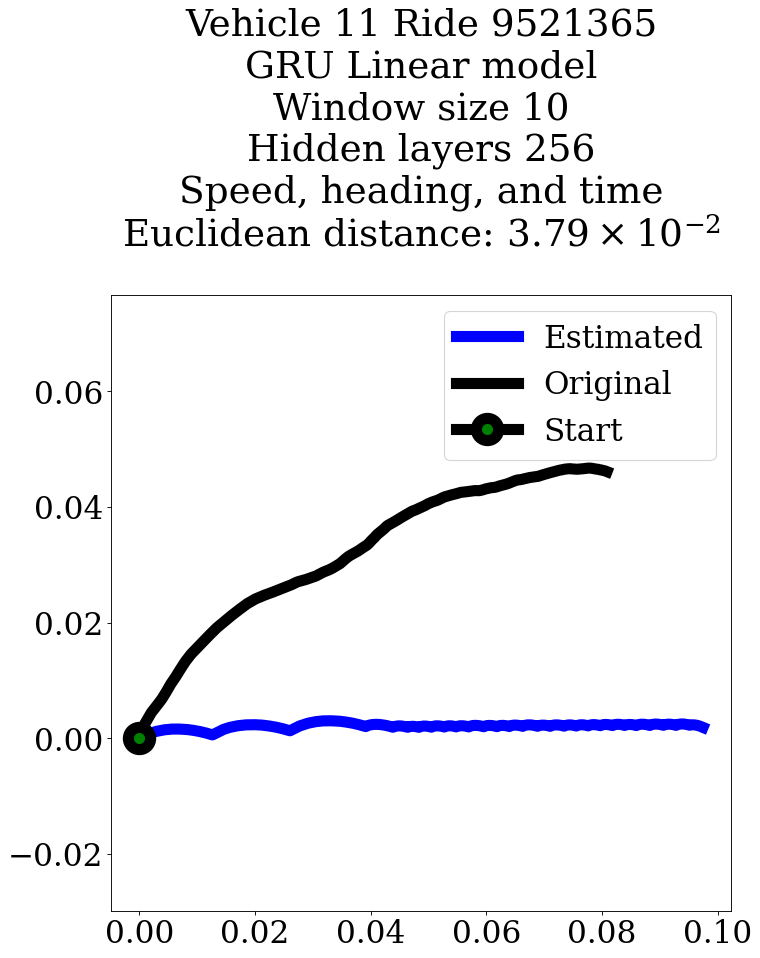 Vehicle 11 Ride 9521365
GRU Linear model
Window size 10
Hidden layers 256
Speed, heading, and time
Euclidean distance: 3.79 × 10⁻²
Estimated
Original
Start
0.06
0.04
0.02
0.00
−0.02
0.00 0.02 0.04 0.06 0.08 0.10